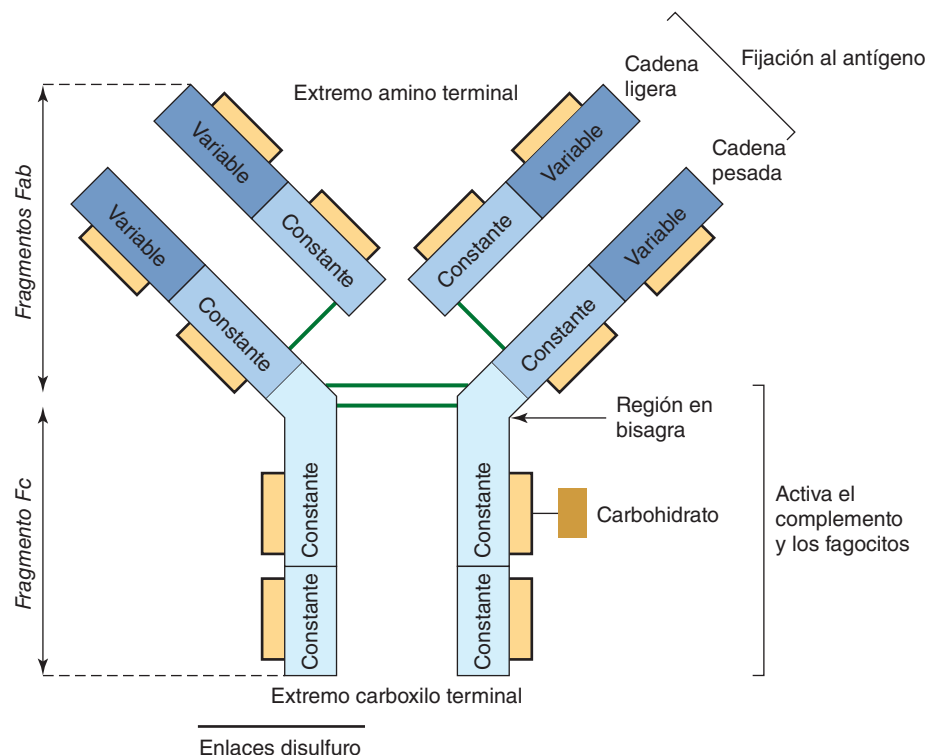 Extremo amino terminal
Cadena
ligera
Fijación al antígeno
Cadena
pesada
Fragmentos Fab
Variable
Constante
Variable
Constante
Variable
Constante
Variable
Constante
Región en
bisagra
Fragmento Fc
Constante
Constante
Constante
Constante
Carbohidrato
Activa el
complemento
y los fagocitos
Extremo carboxilo terminal
Enlaces disulfuro